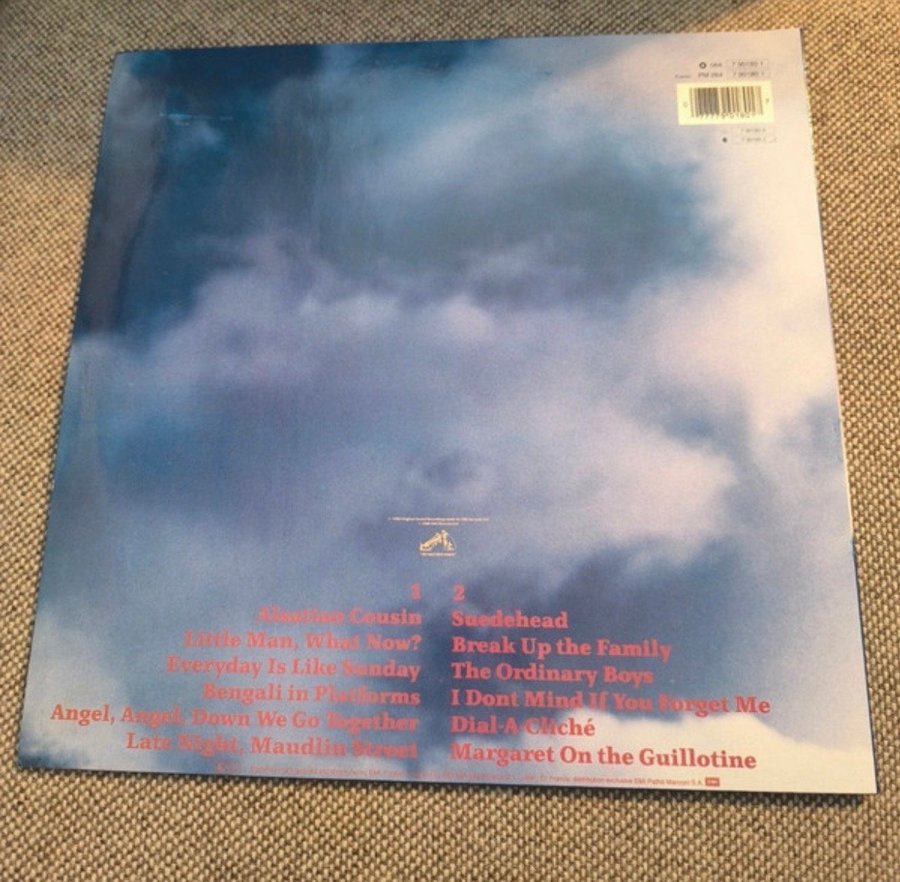 1
Alsatian Cousin
Little Man, What Now?
Everyday Is Like Sunday
Bengali in Platforms
Angel, Angel, Down We Go Together
Late Night, Maudlin Street
2
Suedehead
Break Up the Family
The Ordinary Boys
I Dont Mind If You Forget Me
Dial-A-Cliché
Margaret On the Guillotine